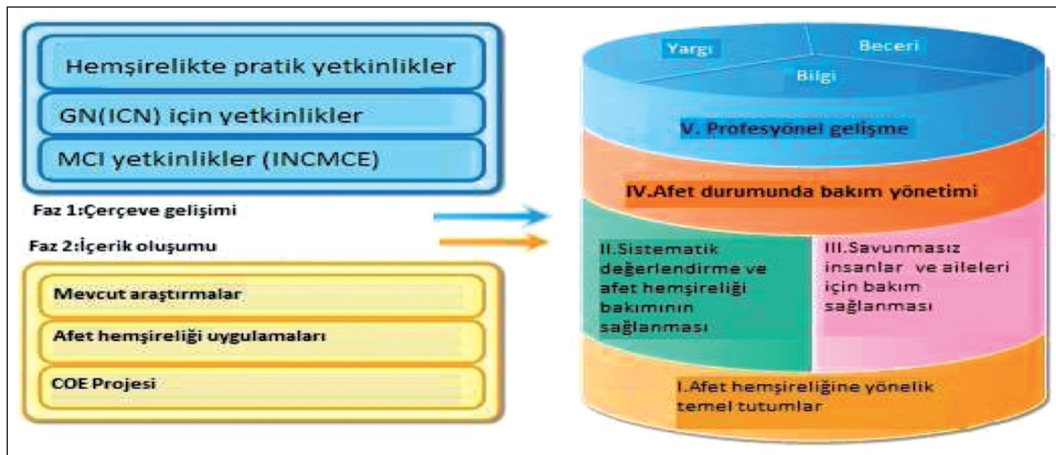 Hemşirelikte pratik yetkinlikler
GN(ICN) için yetkinlikler
MCI yetkinlikler (INCMCE)
Faz 1:Çerçeve gelişimi
Faz 2:İçerik oluşumu
Mevcut araştırmalar
Afet hemşireliği uygulamaları
COE Projesi
Yargı
Beceri
Bilgi
V. Profesyönel gelişme
IV.Afet durumunda bakım yönetimi
II.Sistematik
değerlendirme ve
afet hemşireliği
bakımının
sağlanması
III.Savunmasız
insanlar ve aileleri
için bakım
sağlanması
I.Afet hemşireliğine yönelik
temel tutumlar